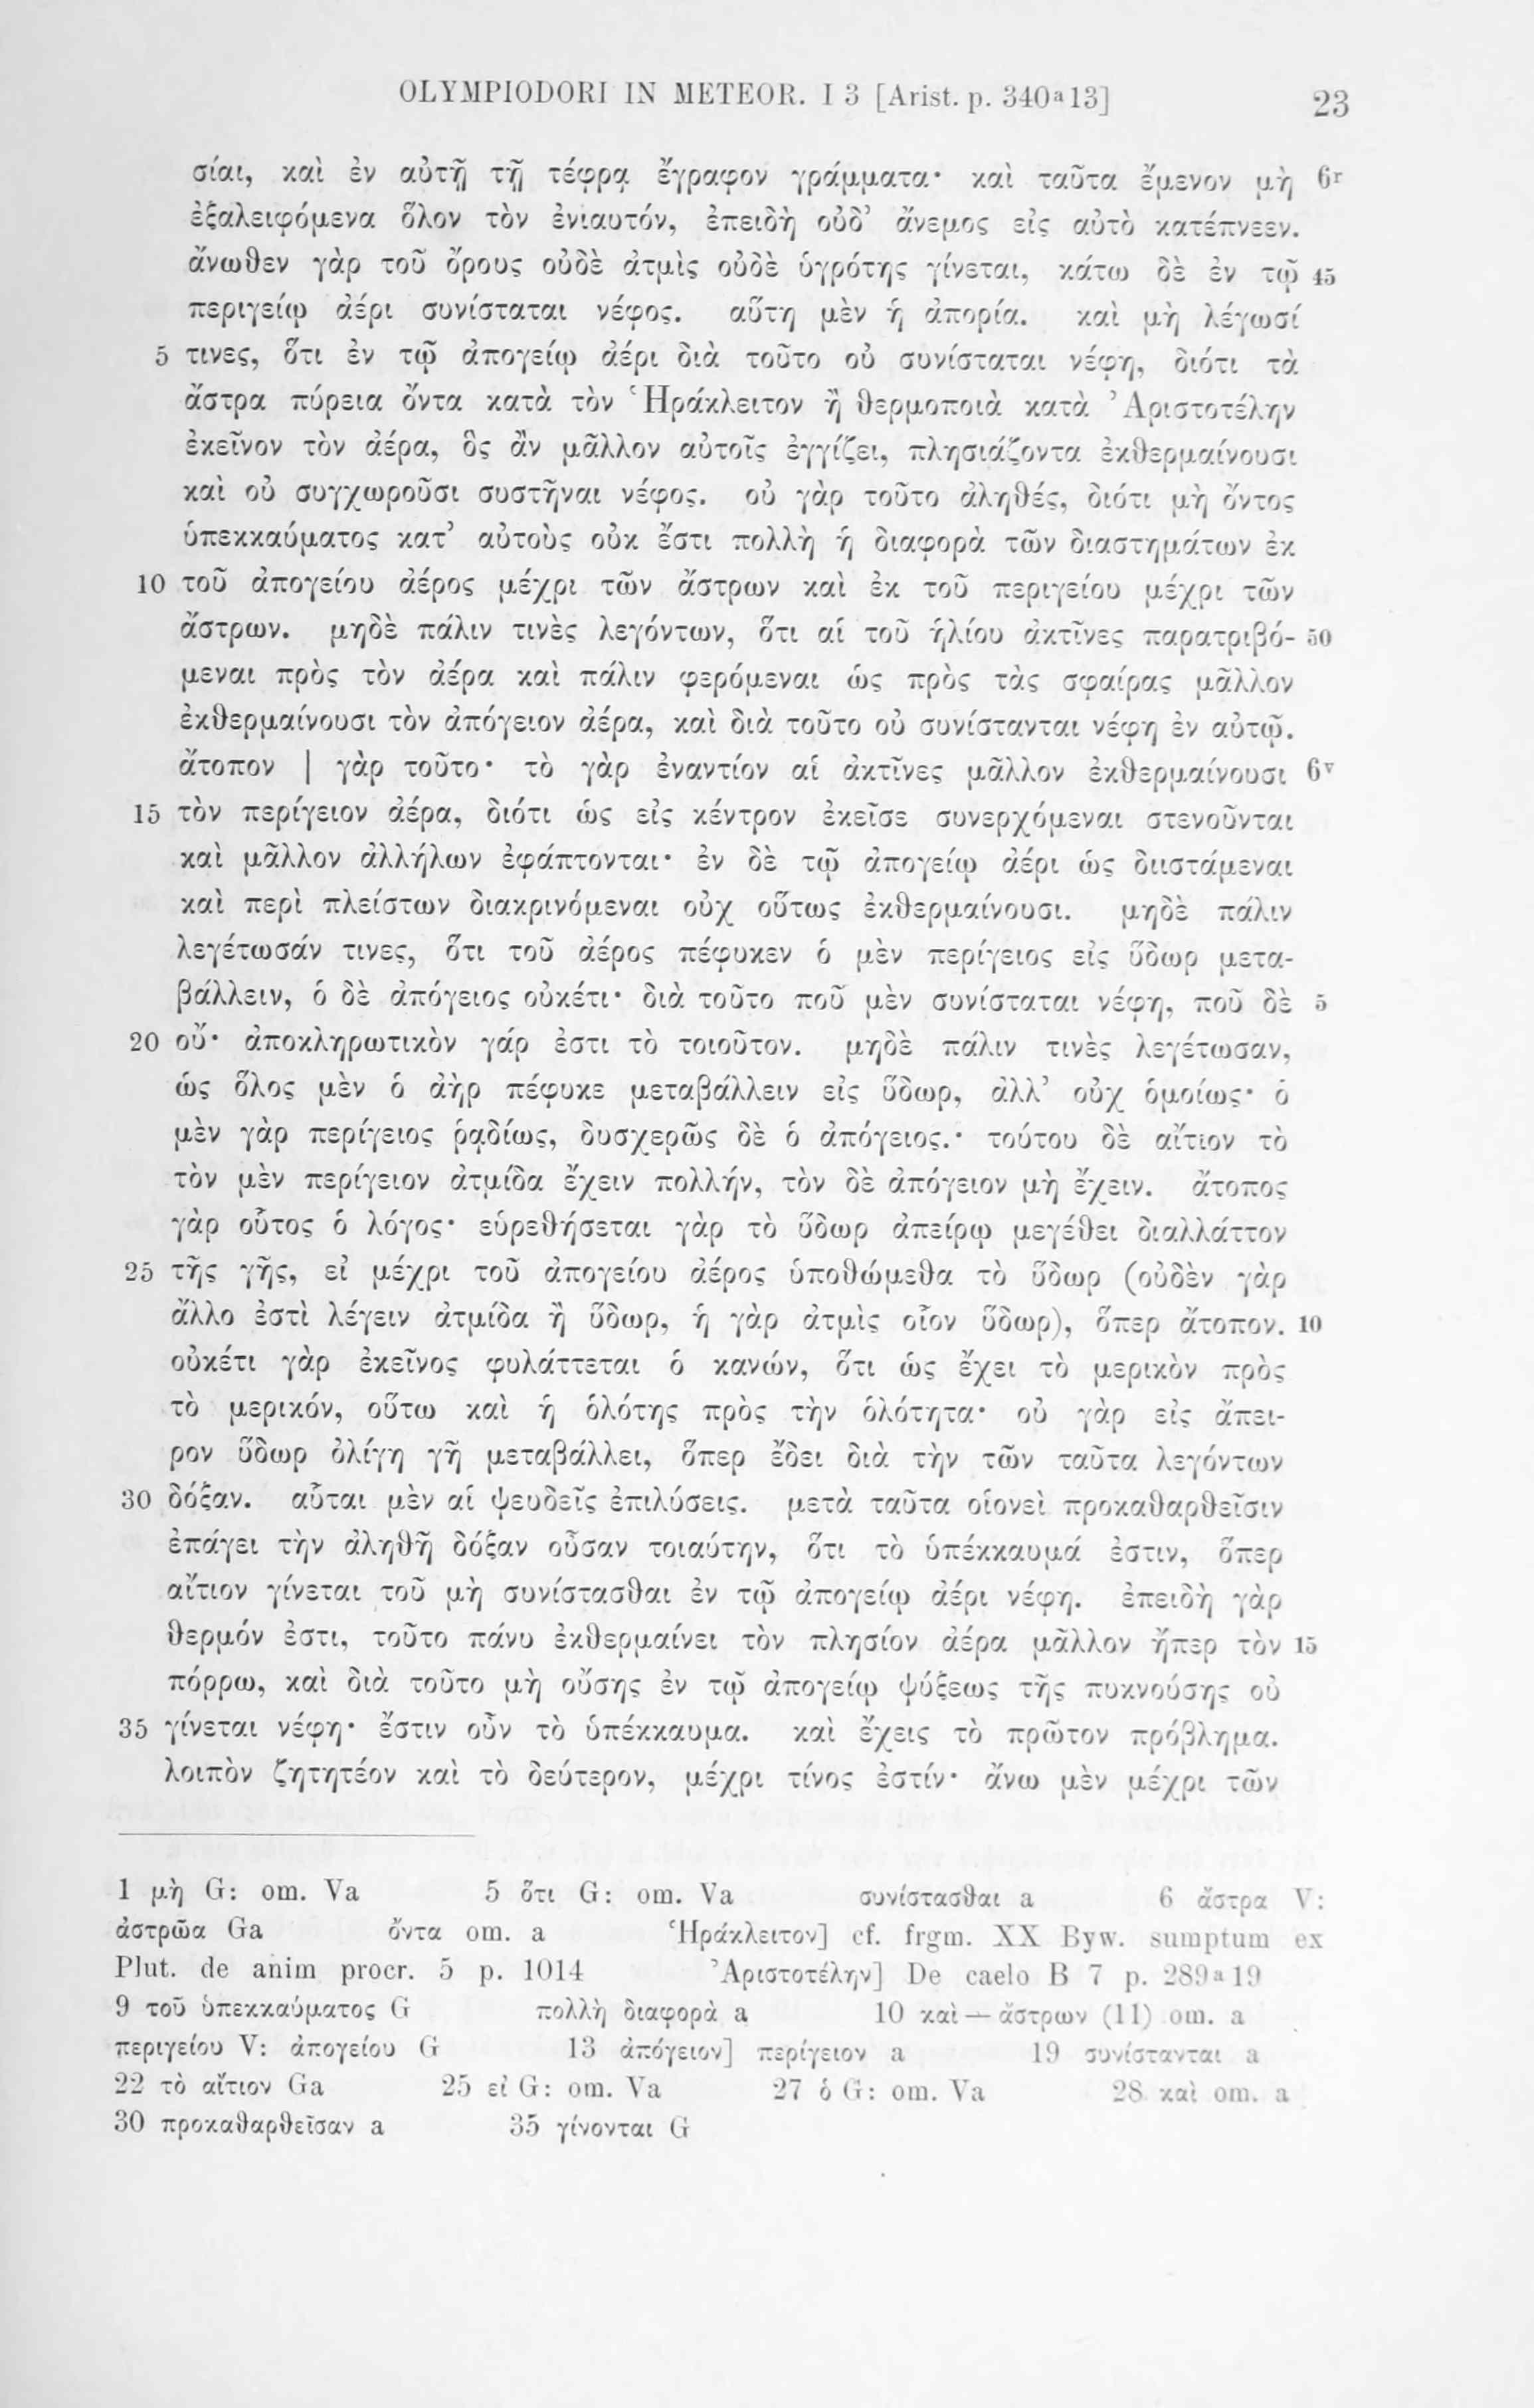 OLYMPIODORI IN METEOR. I 3 [Arist. p. 340ᵃ13] 23
σίαι, καὶ ἐν αὐτῇ τῇ τέφρᾳ ἔγραφον γράμματα· καὶ ταῦτα ἔμενον μὴ 6ʳ
ἐξαλειφόμενα ὅλον τὸν ἐνιαυτόν, ἐπειδὴ οὐδ’ ἄνεμος εἰς αὐτὸ κατέπνεεν.
ἄνωθεν γὰρ τοῦ ὄρους οὐδὲ ἀτμὶς οὐδὲ ὑγρότης γίνεται, κάτω δὲ ἐν τῷ 45
περιγείῳ ἀέρι συνίσταται νέφος. αὕτη μὲν ἡ ἀπορία. καὶ μὴ λέγωσί
5 τινες, ὅτι ἐν τῷ ἀπογείῳ ἀέρι διὰ τοῦτο οὐ συνίσταται νέφη, διότι τὰ
ἄστρα πύρεια ὄντα κατὰ τὸν Ἡράκλειτον ἢ θερμοποιὰ κατὰ Ἀριστοτέλην
ἐκεῖνον τὸν ἀέρα, ὃς ἂν μᾶλλον αὐτοῖς ἐγγίζει, πλησιάζοντα ἐκθερμαίνουσι
καὶ οὐ συγχωροῦσι συστῆναι νέφος. οὐ γὰρ τοῦτο ἀληθές, διότι μὴ ὄντος
ὑπεκκαύματος κατ’ αὐτοὺς οὐκ ἔστι πολλὴ ἡ διαφορὰ τῶν διαστημάτων ἐκ
10 τοῦ ἀπογείου ἀέρος μέχρι τῶν ἄστρων καὶ ἐκ τοῦ περιγείου μέχρι τῶν
ἄστρων. μηδὲ πάλιν τινὲς λεγόντων, ὅτι αἱ τοῦ ἡλίου ἀκτῖνες παρατριβό- 50
μεναι πρὸς τὸν ἀέρα καὶ πάλιν φερόμεναι ὡς πρὸς τὰς σφαίρας μᾶλλον
ἐκθερμαίνουσι τὸν ἀπόγειον ἀέρα, καὶ διὰ τοῦτο οὐ συνίστανται νέφη ἐν αὐτῷ.
ἄτοπον | γὰρ τοῦτο· τὸ γὰρ ἐναντίον αἱ ἀκτῖνες μᾶλλον ἐκθερμαίνουσι 6ᵛ
15 τὸν περίγειον ἀέρα, διότι ὡς εἰς κέντρον ἐκεῖσε συνερχόμεναι στενοῦνται
καὶ μᾶλλον ἀλλήλων ἐφάπτονται· ἐν δὲ τῷ ἀπογείῳ ἀέρι ὡς διιστάμεναι
καὶ περὶ πλείστων διακρινόμεναι οὐχ οὕτως ἐκθερμαίνουσι. μηδὲ πάλιν
λεγέτωσάν τινες, ὅτι τοῦ ἀέρος πέφυκεν ὁ μὲν περίγειος εἰς ὕδωρ μετα-
βάλλειν, ὁ δὲ ἀπόγειος οὐκέτι· διὰ τοῦτο ποῦ μὲν συνίσταται νέφη, ποῦ δὲ 5
20 οὔ· ἀποκληρωτικὸν γάρ ἐστι τὸ τοιοῦτον. μηδὲ πάλιν τινὲς λεγέτωσαν,
ὡς ὅλος μὲν ὁ ἀὴρ πέφυκε μεταβάλλειν εἰς ὕδωρ, ἀλλ’ οὐχ ὁμοίως· ὁ
μὲν γὰρ περίγειος ῥᾳδίως, δυσχερῶς δὲ ὁ ἀπόγειος.· τούτου δὲ αἴτιον τὸ
τὸν μὲν περίγειον ἀτμίδα ἔχειν πολλήν, τὸν δὲ ἀπόγειον μὴ ἔχειν. ἄτοπος
γὰρ οὗτος ὁ λόγος· εὑρεθήσεται γὰρ τὸ ὕδωρ ἀπείρῳ μεγέθει διαλλάττον
25 τῆς γῆς, εἰ μέχρι τοῦ ἀπογείου ἀέρος ὑποθώμεθα τὸ ὕδωρ (οὐδὲν γὰρ
ἄλλο ἐστὶ λέγειν ἀτμίδα ἢ ὕδωρ, ἡ γὰρ ἀτμὶς οἷον ὕδωρ), ὅπερ ἄτοπον. 10
οὐκέτι γὰρ ἐκεῖνος φυλάττεται ὁ κανών, ὅτι ὡς ἔχει τὸ μερικὸν πρὸς
τὸ μερικόν, οὕτω καὶ ἡ ὁλότης πρὸς τὴν ὁλότητα· οὐ γὰρ εἰς ἄπει-
ρον ὕδωρ ὀλίγη γῆ μεταβάλλει, ὅπερ ἔδει διὰ τὴν τῶν ταῦτα λεγόντων
30 δόξαν. αὗται μὲν αἱ ψευδεῖς ἐπιλύσεις. μετὰ ταῦτα οἱονεὶ προκαθαρθεῖσιν
ἐπάγει τὴν ἀληθῆ δόξαν οὖσαν τοιαύτην, ὅτι τὸ ὑπέκκαυμά ἐστιν, ὅπερ
αἴτιον γίνεται τοῦ μὴ συνίστασθαι ἐν τῷ ἀπογείῳ ἀέρι νέφη. ἐπειδὴ γὰρ
θερμόν ἐστι, τοῦτο πάνυ ἐκθερμαίνει τὸν πλησίον ἀέρα μᾶλλον ἤπερ τὸν 15
πόρρω, καὶ διὰ τοῦτο μὴ οὔσης ἐν τῷ ἀπογείῳ ψύξεως τῆς πυκνούσης οὐ
35 γίνεται νέφη· ἔστιν οὖν τὸ ὑπέκκαυμα. καὶ ἔχεις τὸ πρῶτον πρόβλημα.
λοιπὸν ζητητέον καὶ τὸ δεύτερον, μέχρι τίνος ἐστίν· ἄνω μὲν μέχρι τῶν
1 μὴ G: om. Va 5 ὅτι G: om. Va συνίστασθαι a 6 ἄστρα V:
ἀστρῶα Ga ὄντα om. a Ἡράκλειτον] cf. frgm. XX Byw. sumptum ex
Plut. de anim procr. 5 p. 1014 Ἀριστοτέλην] De caelo B 7 p. 289ᵃ19
9 τοῦ ὑπεκκαύματος G πολλὴ διαφορὰ a 10 καὶ — ἄστρων (11) om. a
περιγείου V: ἀπογείου G 13 ἀπόγειον] περίγειον a 19 συνίστανται a
22 τὸ αἴτιον Ga 25 εἰ G: om. Va 27 ὁ G: om. Va 28 καὶ om. a
30 προκαθαρθεῖσαν a 35 γίνονται G